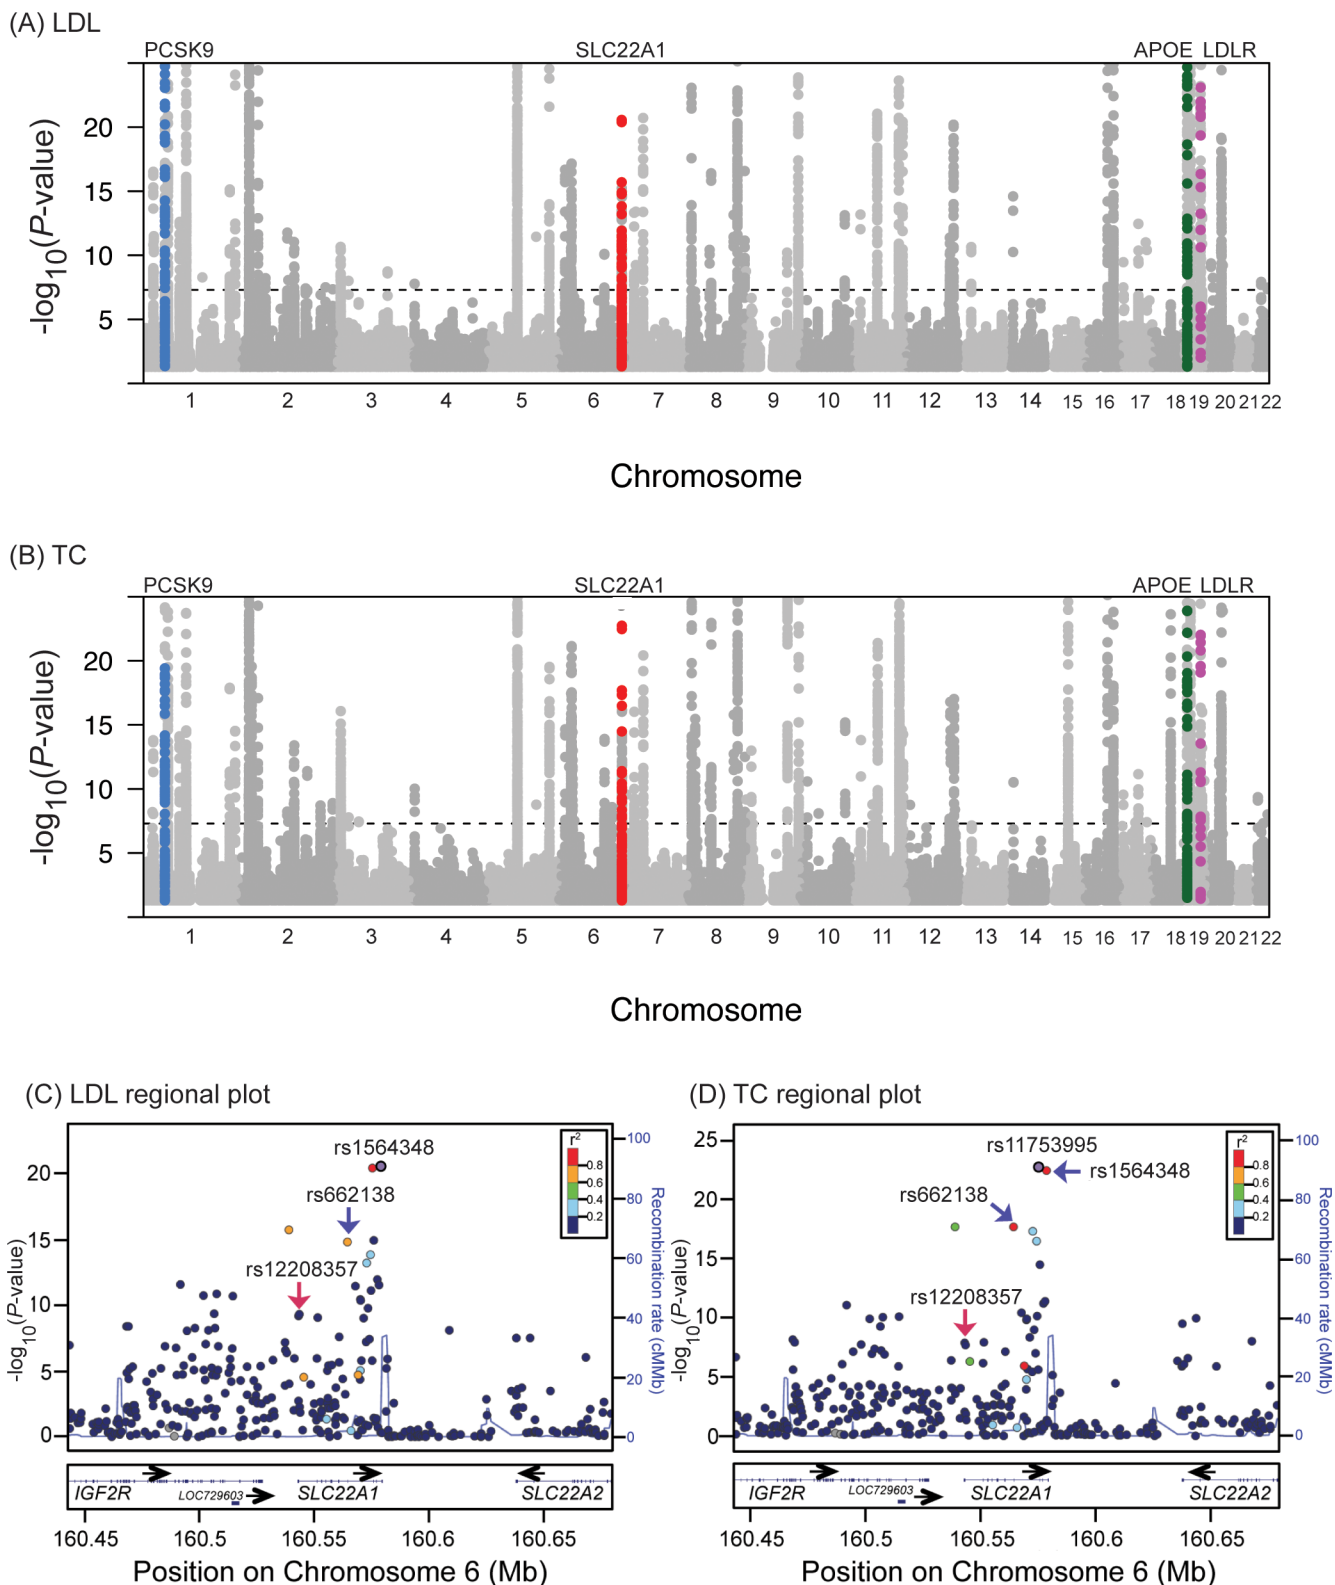 (A) LDL
PCSK9 SLC22A1 APOE LDLR
-log10(P-value)
20
15
10
5
1 2 3 4 5 6 7 8 9 10 11 12 13 14 15 16 17 18 19 20 21 22
Chromosome
(B) TC
PCSK9 SLC22A1 APOE LDLR
-log10(P-value)
20
15
10
5
1 2 3 4 5 6 7 8 9 10 11 12 13 14 15 16 17 18 19 20 21 22
Chromosome
(C) LDL regional plot
-log10(P-value)
20
15
10
5
0
rs1564348
rs662138
rs12208357
r2
0.8
0.6
0.4
0.2
100
80
60
40
20
0
Recombination rate (cMMb)
IGF2R LOC729603 SLC22A1 SLC22A2
160.45 160.5 160.55 160.6 160.65
Position on Chromosome 6 (Mb)
(D) TC regional plot
-log10(P-value)
25
20
15
10
5
0
rs11753995
rs1564348
rs662138
rs12208357
r2
0.8
0.6
0.4
0.2
100
80
60
40
20
0
Recombination rate (cMMb)
IGF2R LOC729603 SLC22A1 SLC22A2
160.45 160.5 160.55 160.6 160.65
Position on Chromosome 6 (Mb)